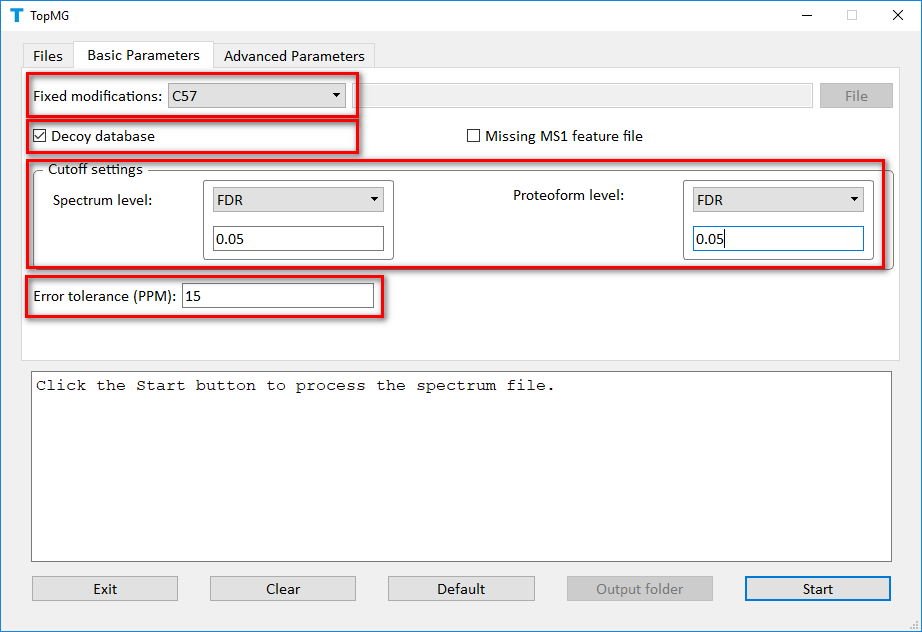 TopMG
Files Basic Parameters Advanced Parameters
Fixed modifications: C57 File
Decoy database Missing MS1 feature file
Cutoff settings
Spectrum level: FDR Proteoform level: FDR
0.05 0.05
Error tolerance (PPM): 15
Click the Start button to process the spectrum file.
Exit Clear Default Output folder Start